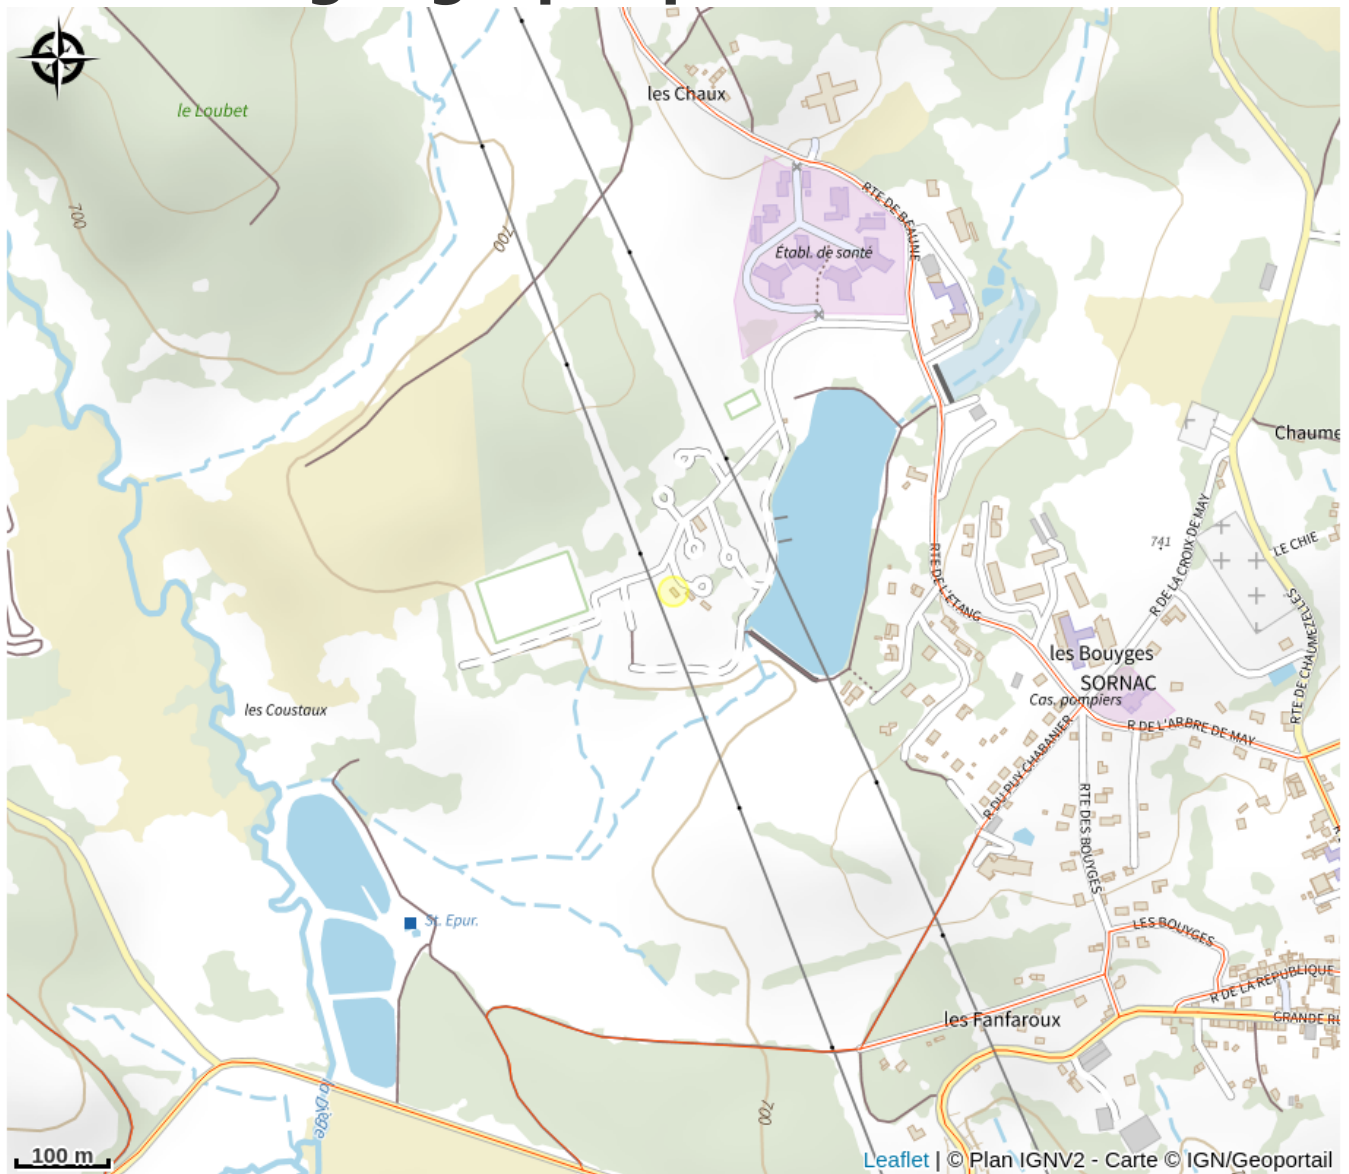 les Chaux
le Loubet
RTE DE BEAUNE
700
700
Établ. de santé
Chaume
741
R DE LA CROIX DE MAY
LE CHIE
RTE DE L'ETANG
RTE DE CHAUMEZELLES
les Bouyges
SORNAC
Cas. pompiers
les Coustaux
R DE L'ARBRE DE MAY
R DU PUY CHABANIER
RTE DES BOUYGES
St. Epur.
LES BOUYGES
R DE LA REPUBLIQUE
les Fanfaroux
GRANDE RU
la Diège
700
100 m
Leaflet | © Plan IGNV2 - Carte © IGN/Geoportail